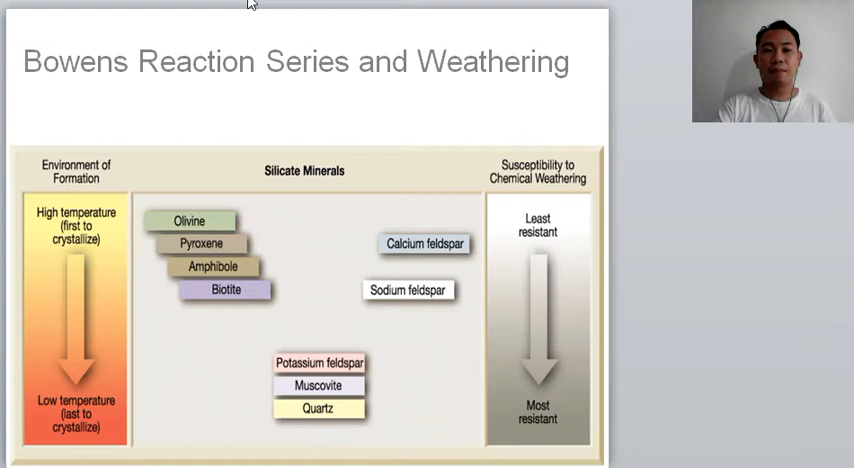 Bowens Reaction Series and Weathering
Environment of
Formation
Silicate Minerals
Susceptibility to
Chemical Weathering
High temperature
(first to
crystallize)
Low temperature
(last to
crystallize)
Olivine
Pyroxene
Amphibole
Biotite
Calcium feldspar
Sodium feldspar
Potassium feldspar
Muscovite
Quartz
Least
resistant
Most
resistant